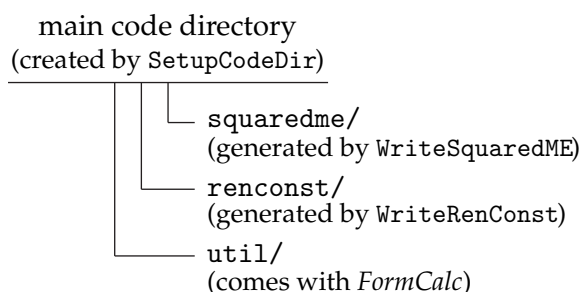 main code directory
(created by SetupCodeDir)
squaredme/
(generated by WriteSquaredME)
renconst/
(generated by WriteRenConst)
util/
(comes with FormCalc)